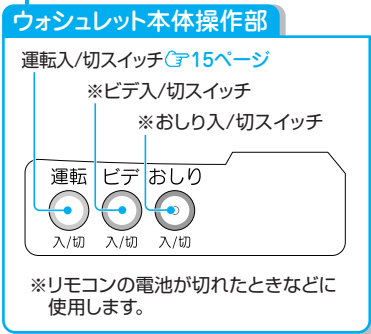 ウォシュレット本体操作部
運転入/切スイッチ☞15ページ
※ビデ入/切スイッチ
※おしり入/切スイッチ
運転 ビデ おしり
入/切 入/切 入/切
※リモコンの電池が切れたときなどに
使用します。